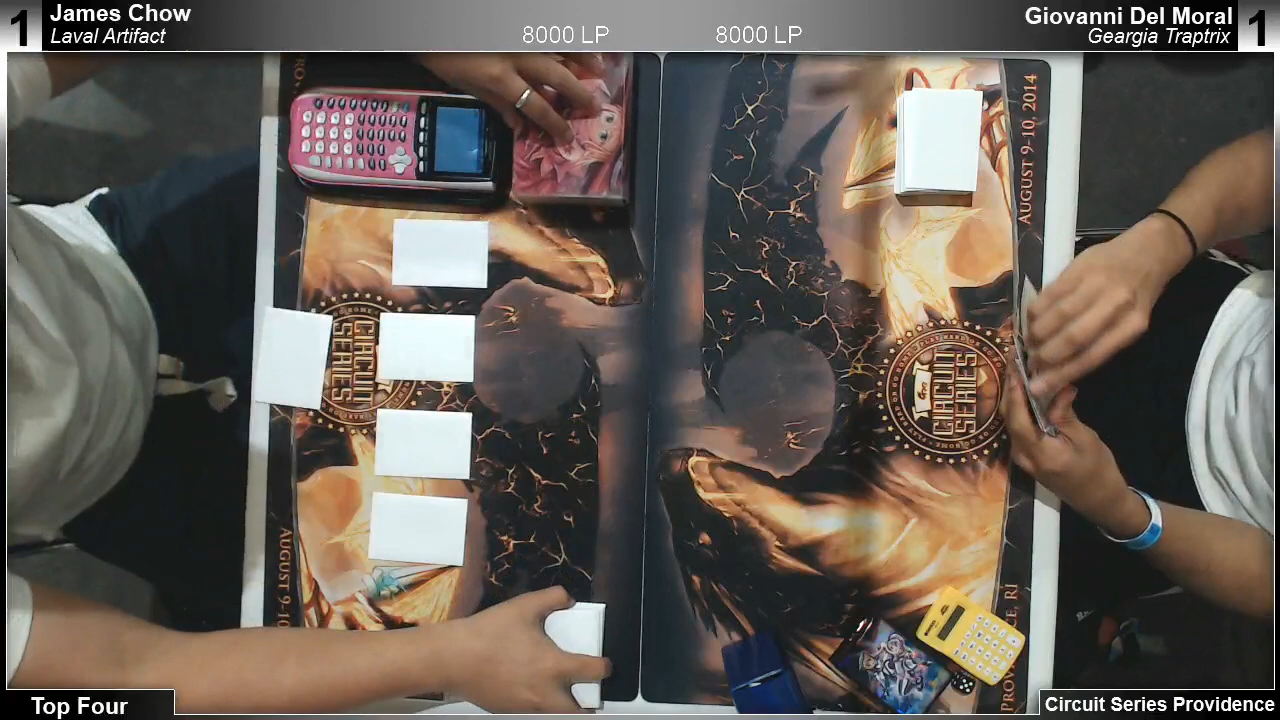 1
James Chow
Laval Artifact
8000 LP
8000 LP
Giovanni Del Moral
Geargia Traptrix
1
AUGUST 9-10, 2014
CIRCUIT
SERIES
CIRCUIT
SERIES
AUGUST 9-10
Top Four
Circuit Series Providence